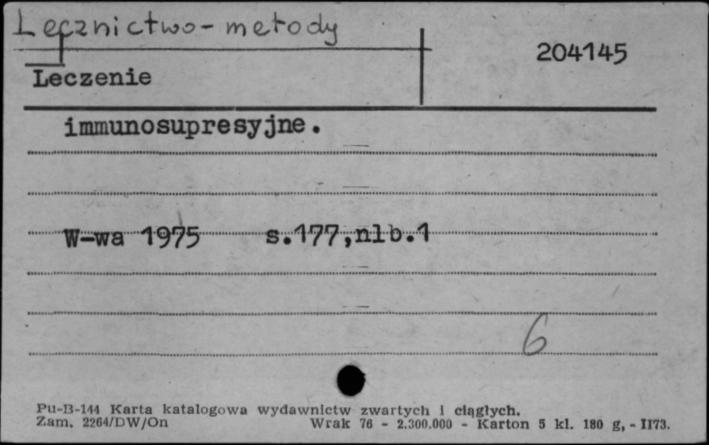 Lecznictwo - metody
204145
Leczenie
immunosupresyjne.
W-wa 1975 s.177,nlb.1
6
Pu-B-144 Karta katalogowa wydawnictw zwartych i ciągłych.
Zam. 2264/DW/On Wrak 76 - 2.300.000 - Karton 5 kl. 180 g, - II73.